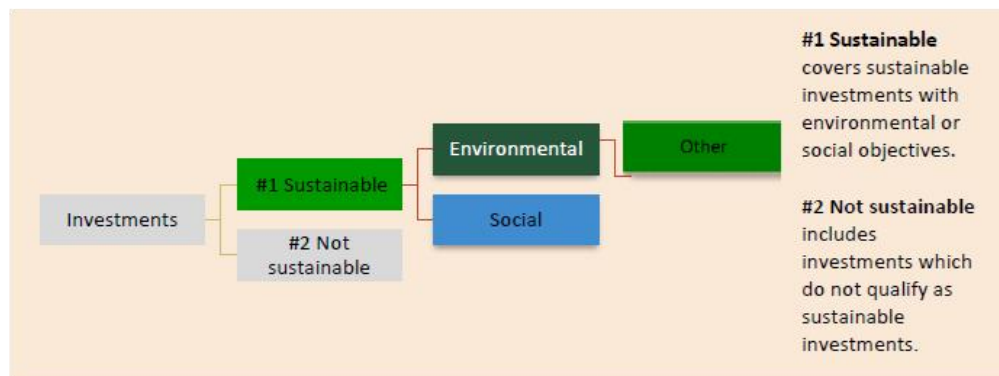 Investments
#1 Sustainable
#2 Not
sustainable
Environmental
Social
Other
#1 Sustainable
covers sustainable
investments with
environmental or
social objectives.
#2 Not sustainable
includes
investments which
do not qualify as
sustainable
investments.